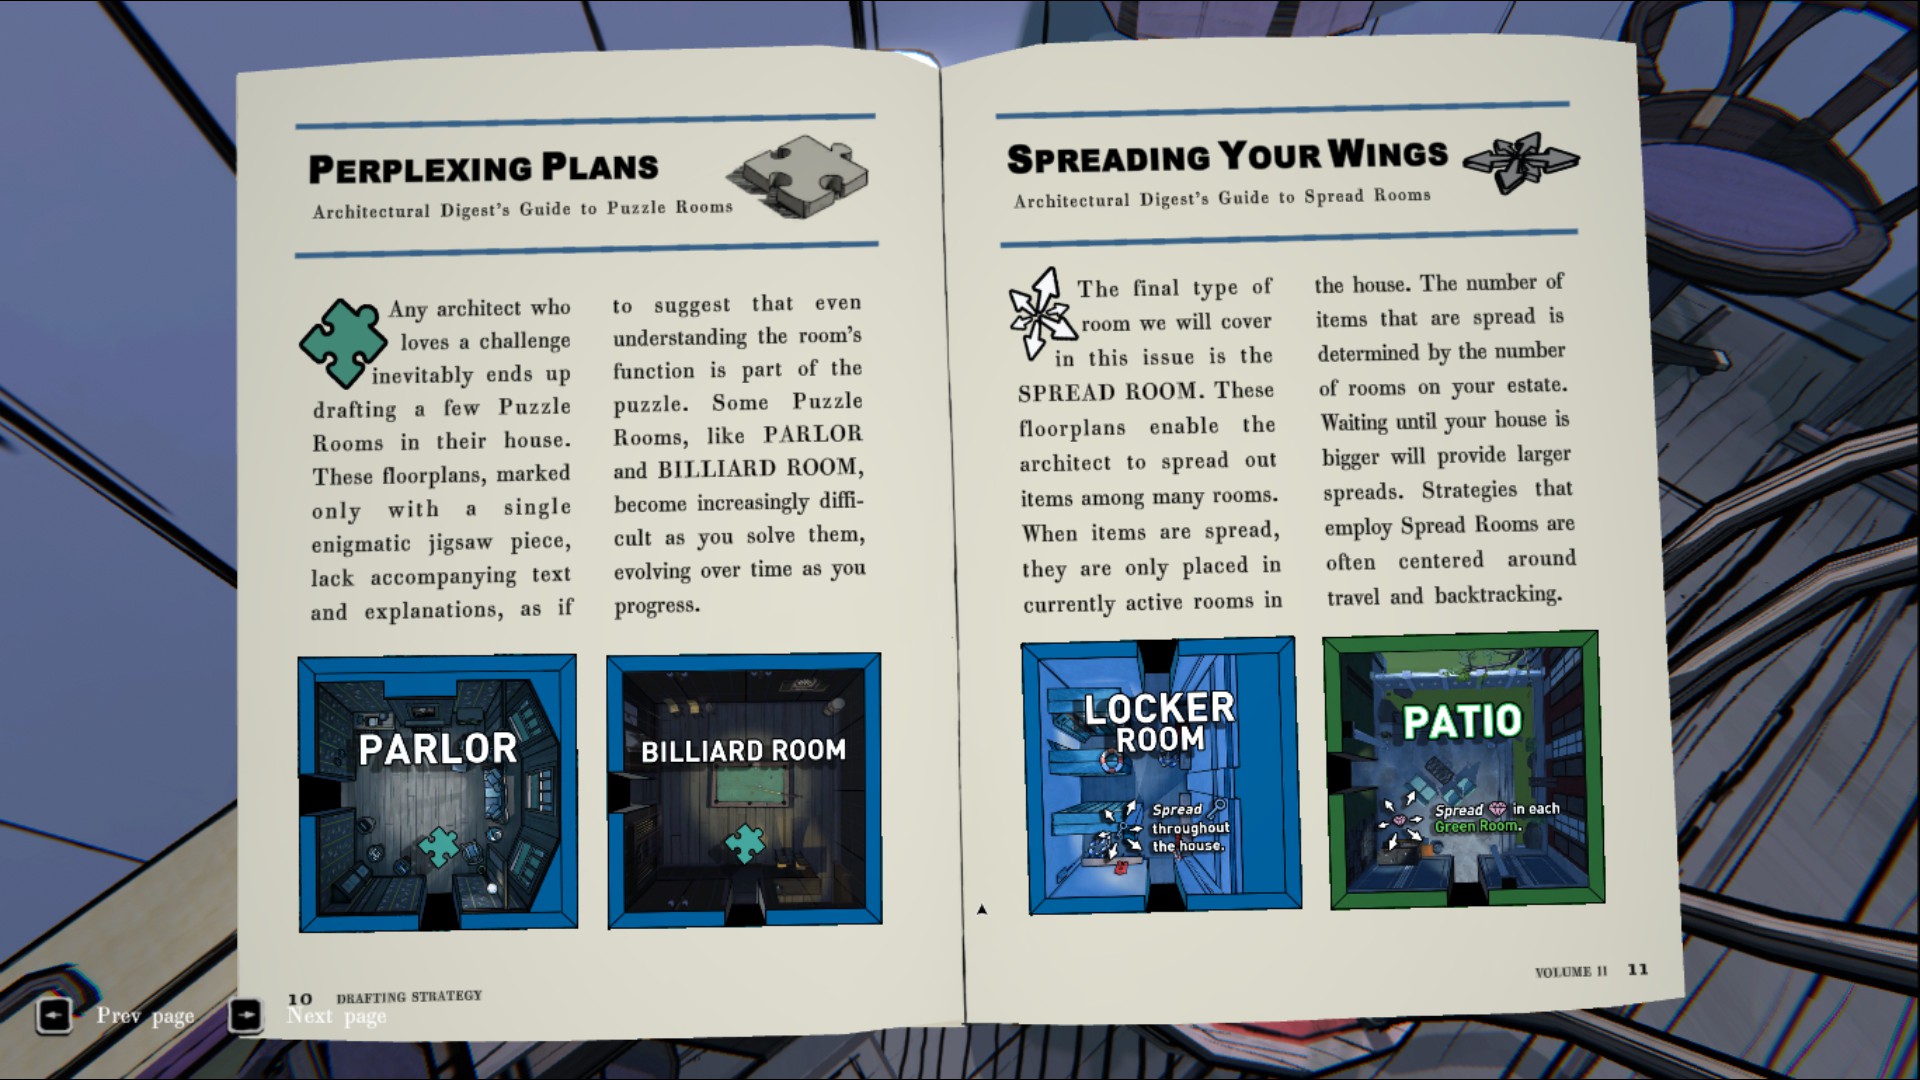 PERPLEXING PLANS
Architectural Digest's Guide to Puzzle Rooms
Any architect who
loves a challenge
inevitably ends up
drafting a few Puzzle
Rooms in their house.
These floorplans, marked
only with a single
enigmatic jigsaw piece,
lack accompanying text
and explanations, as if
to suggest that even
understanding the room's
function is part of the
puzzle. Some Puzzle
Rooms, like PARLOR
and BILLIARD ROOM,
become increasingly diffi-
cult as you solve them,
evolving over time as you
progress.
PARLOR
BILLIARD ROOM
10 DRAFTING STRATEGY
SPREADING YOUR WINGS
Architectural Digest's Guide to Spread Rooms
The final type of
room we will cover
in this issue is the
SPREAD ROOM. These
floorplans enable the
architect to spread out
items among many rooms.
When items are spread,
they are only placed in
currently active rooms in
the house. The number of
items that are spread is
determined by the number
of rooms on your estate.
Waiting until your house is
bigger will provide larger
spreads. Strategies that
employ Spread Rooms are
often centered around
travel and backtracking.
LOCKER
ROOM
Spread
throughout
the house.
PATIO
Spread in each
Green Room.
VOLUME II 11
Prev page
Next page